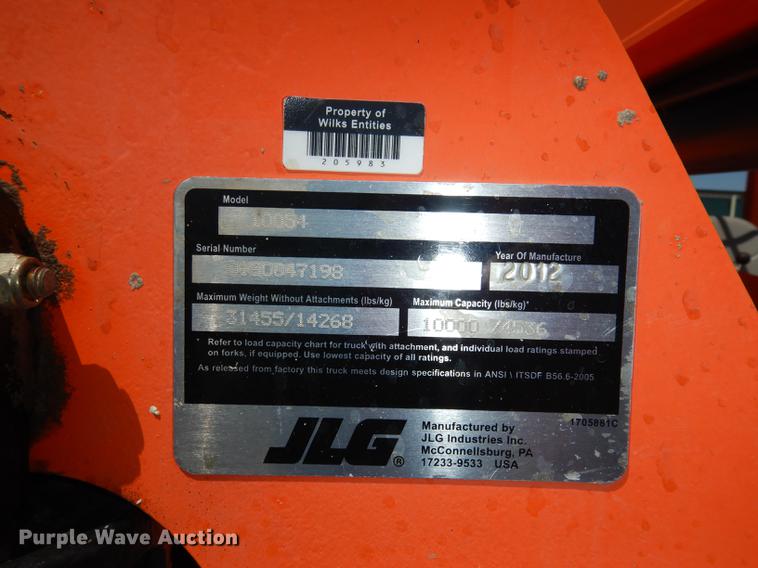 Property of
Wilks Entities
205983
Model
10054
Serial Number
Year Of Manufacture
2012
Maximum Weight Without Attachments (lbs/kg)
Maximum Capacity (lbs/kg)*
31455/14268
10000 /4536
* Refer to load capacity chart for truck with attachment, and individual load ratings stamped
on forks, if equipped. Use lowest capacity of all ratings.
As released from factory this truck meets design specifications in ANSI \ ITSDF B56.6-2005
1705881C
JLG®
Manufactured by
JLG Industries Inc.
McConnellsburg, PA
17233-9533 USA
Purple Wave Auction